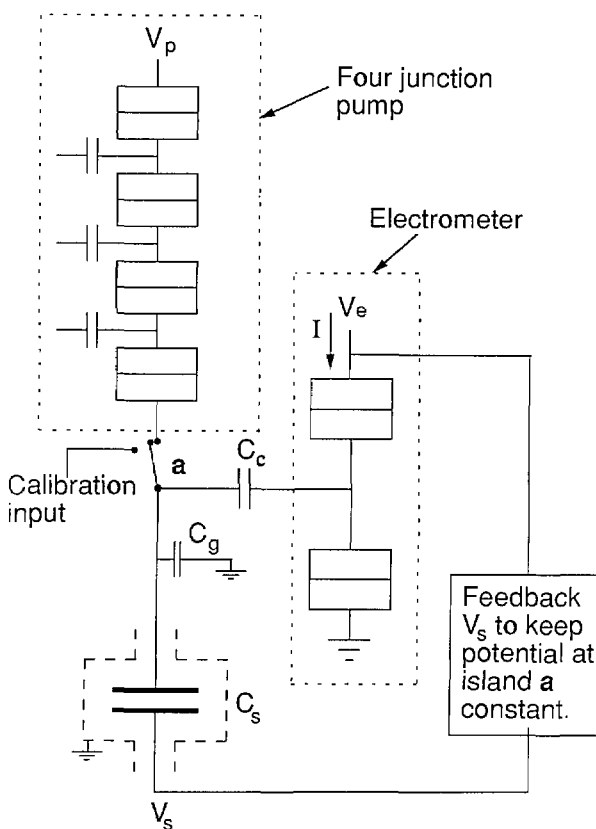 V_p
Four junction
pump
Electrometer
I
V_e
C_c
a
Calibration
input
C_g
C_s
Feedback
V_s to keep
potential at
island a
constant.
V_s